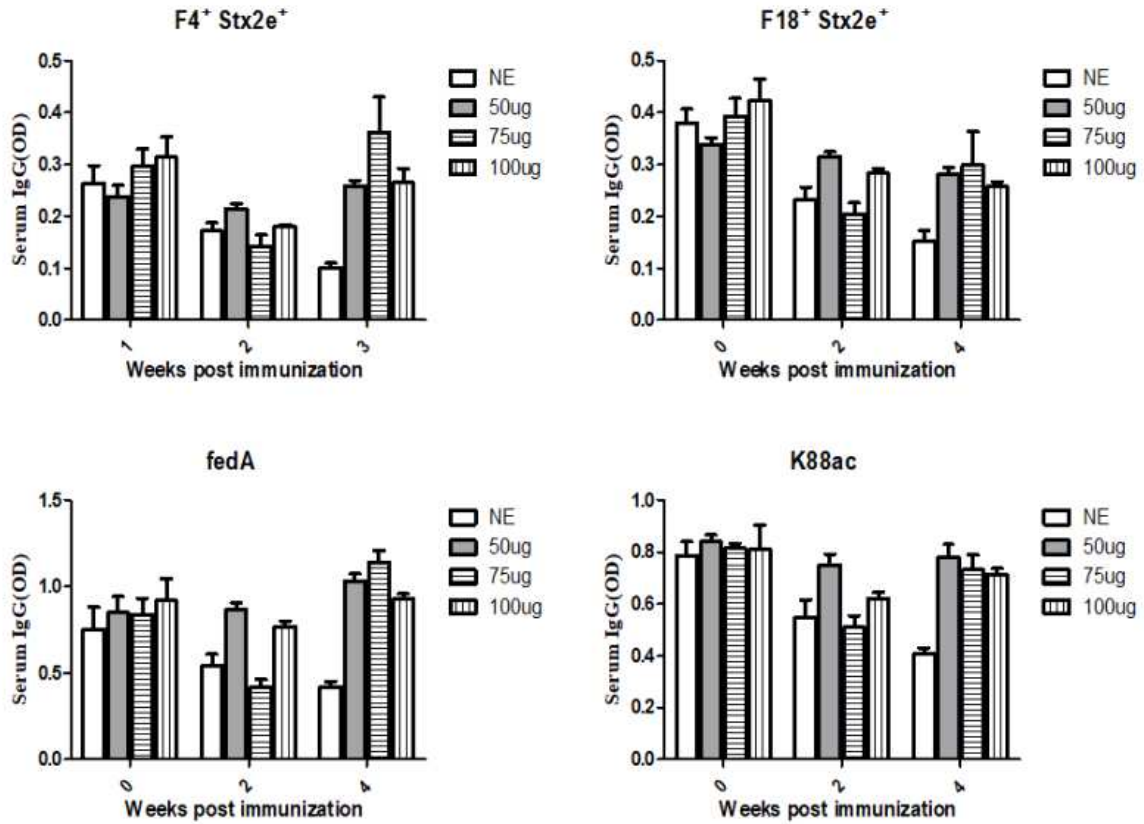 F4⁺ Stx2e⁺
Serum IgG(OD)
0.5
0.4
0.3
0.2
0.1
0.0
1
2
3
Weeks post immunization
NE
50ug
75ug
100ug
F18⁺ Stx2e⁺
Serum IgG(OD)
0.5
0.4
0.3
0.2
0.1
0.0
0
2
4
Weeks post immunization
NE
50ug
75ug
100ug
fedA
Serum IgG(OD)
1.5
1.0
0.5
0.0
0
2
4
Weeks post immunization
NE
50ug
75ug
100ug
K88ac
Serum IgG(OD)
1.0
0.8
0.6
0.4
0.2
0.0
0
2
4
Weeks post immunization
NE
50ug
75ug
100ug